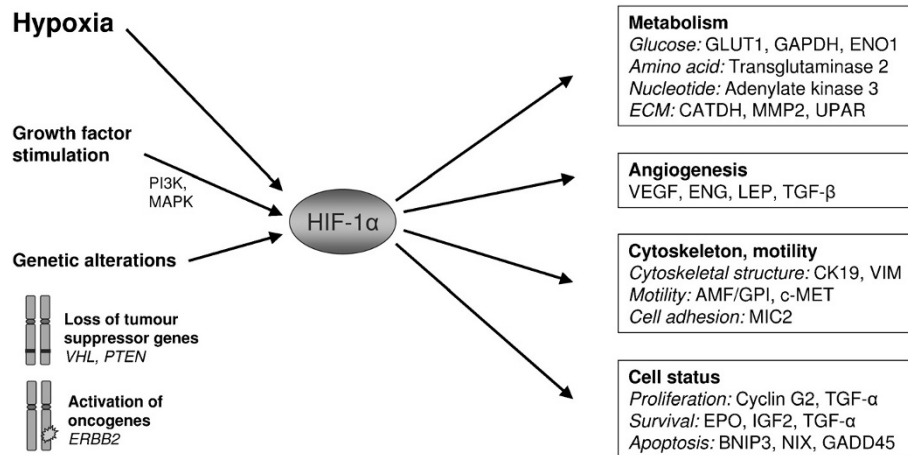 Hypoxia
Growth factor
stimulation
PI3K,
MAPK
Genetic alterations
Loss of tumour
suppressor genes
VHL, PTEN
Activation of
oncogenes
ERBB2
HIF-1α
Metabolism
Glucose: GLUT1, GAPDH, ENO1
Amino acid: Transglutaminase 2
Nucleotide: Adenylate kinase 3
ECM: CATDH, MMP2, UPAR
Angiogenesis
VEGF, ENG, LEP, TGF-β
Cytoskeleton, motility
Cytoskeletal structure: CK19, VIM
Motility: AMF/GPI, c-MET
Cell adhesion: MIC2
Cell status
Proliferation: Cyclin G2, TGF-α
Survival: EPO, IGF2, TGF-α
Apoptosis: BNIP3, NIX, GADD45